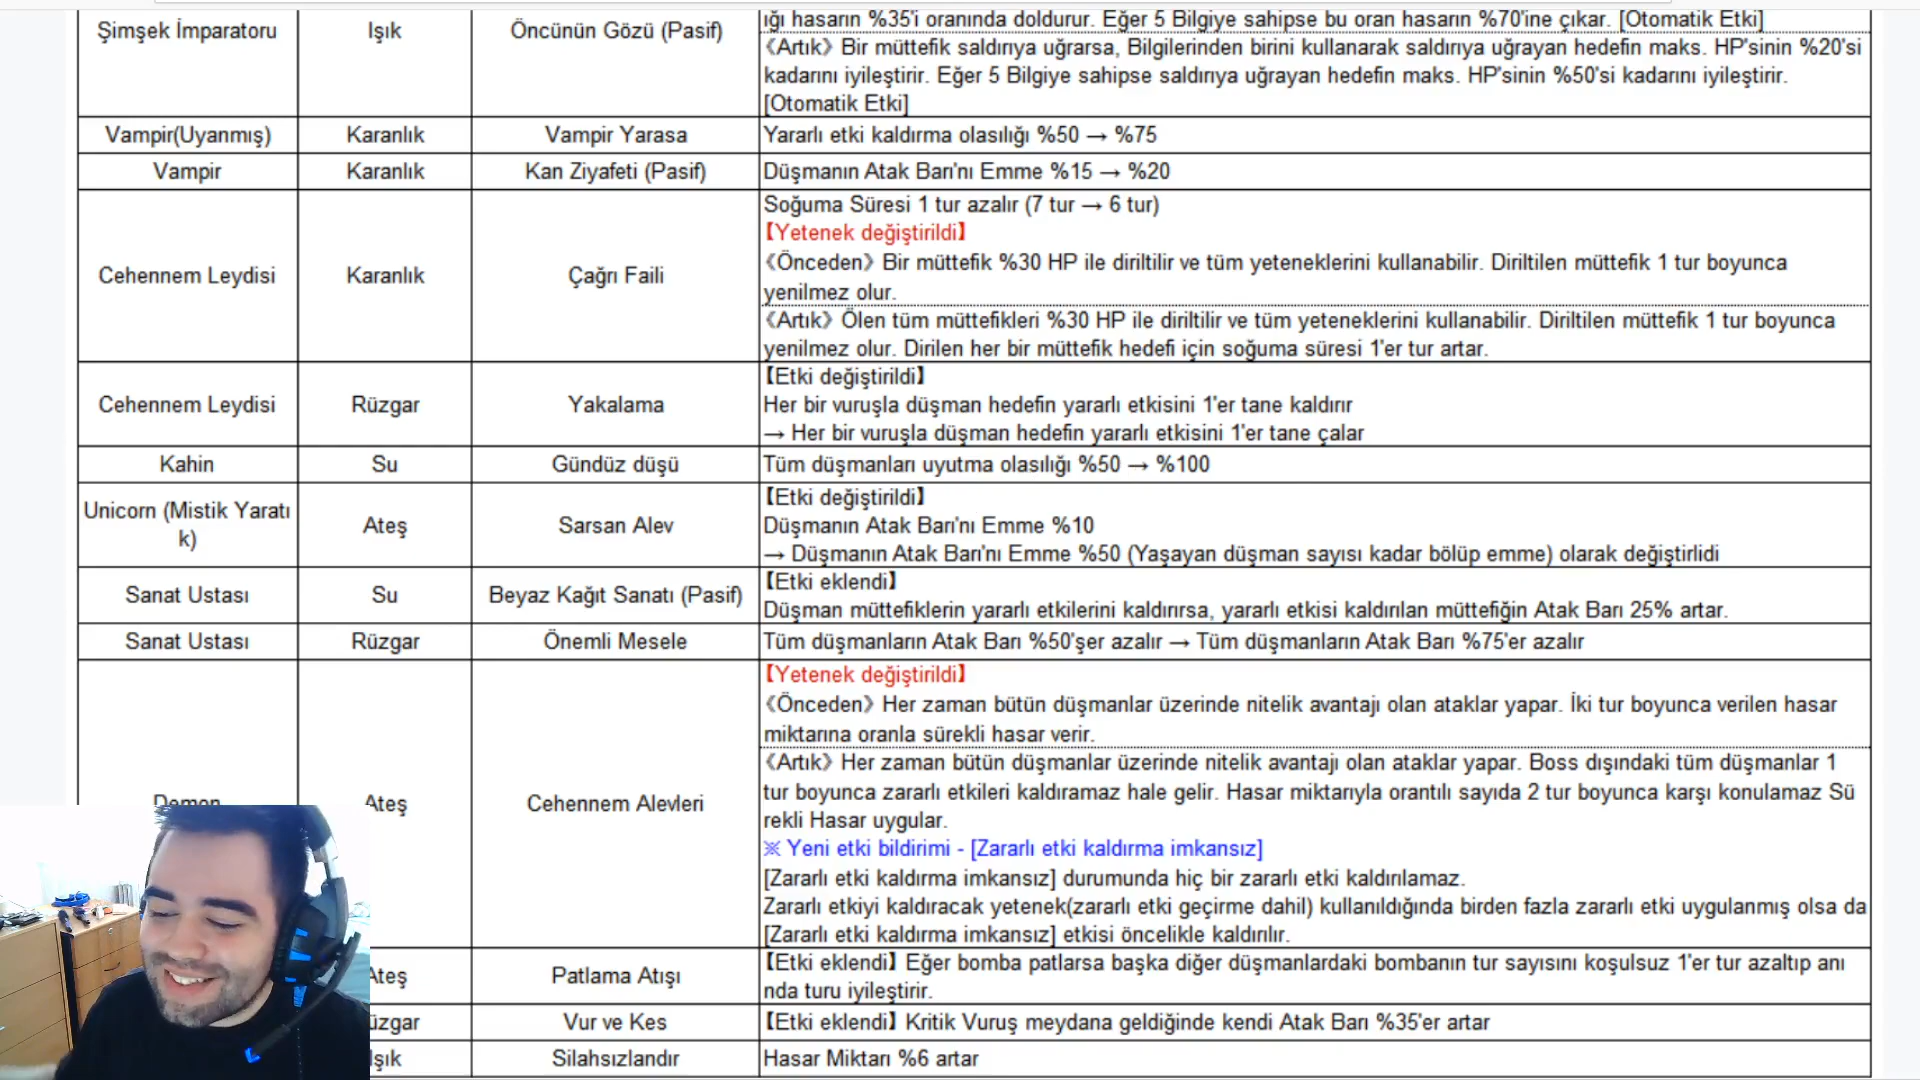 ığı hasarın %35'i oranında doldurur. Eğer 5 Bilgiye sahipse bu oran hasarın %70'ine çıkar. [Otomatik Etki]
Şimşek İmparatoru Işık Öncünün Gözü (Pasif)
《Artık》Bir müttefik saldırıya uğrarsa, Bilgilerinden birini kullanarak saldırıya uğrayan hedefin maks. HP'sinin %20'si
kadarını iyileştirir. Eğer 5 Bilgiye sahipse saldırıya uğrayan hedefin maks. HP'sinin %50'si kadarını iyileştirir.
[Otomatik Etki]
Vampir(Uyanmış) Karanlık Vampir Yarasa Yararlı etki kaldırma olasılığı %50 → %75
Vampir Karanlık Kan Ziyafeti (Pasif) Düşmanın Atak Barı'nı Emme %15 → %20
Cehennem Leydisi Karanlık Çağrı Faili
Soğuma Süresi 1 tur azalır (7 tur → 6 tur)
【Yetenek değiştirildi】
《Önceden》Bir müttefik %30 HP ile diriltilir ve tüm yeteneklerini kullanabilir. Diriltilen müttefik 1 tur boyunca
yenilmez olur.
《Artık》Ölen tüm müttefikleri %30 HP ile diriltilir ve tüm yeteneklerini kullanabilir. Diriltilen müttefik 1 tur boyunca
yenilmez olur. Dirilen her bir müttefik hedefi için soğuma süresi 1'er tur artar.
Cehennem Leydisi Rüzgar Yakalama
【Etki değiştirildi】
Her bir vuruşla düşman hedefin yararlı etkisini 1'er tane kaldırır
→ Her bir vuruşla düşman hedefin yararlı etkisini 1'er tane çalar
Kahin Su Gündüz düşü Tüm düşmanları uyutma olasılığı %50 → %100
Unicorn (Mistik Yaratı
k)
Ateş Sarsan Alev
【Etki değiştirildi】
Düşmanın Atak Barı'nı Emme %10
→ Düşmanın Atak Barı'nı Emme %50 (Yaşayan düşman sayısı kadar bölüp emme) olarak değiştirlidi
Sanat Ustası Su Beyaz Kağıt Sanatı (Pasif)
【Etki eklendi】
Düşman müttefiklerin yararlı etkilerini kaldırırsa, yararlı etkisi kaldırılan müttefiğin Atak Barı 25% artar.
Sanat Ustası Rüzgar Önemli Mesele Tüm düşmanların Atak Barı %50'şer azalır → Tüm düşmanların Atak Barı %75'er azalır
Demon Ateş Cehennem Alevleri
【Yetenek değiştirildi】
《Önceden》Her zaman bütün düşmanlar üzerinde nitelik avantajı olan ataklar yapar. İki tur boyunca verilen hasar
miktarına oranla sürekli hasar verir.
《Artık》Her zaman bütün düşmanlar üzerinde nitelik avantajı olan ataklar yapar. Boss dışındaki tüm düşmanlar 1
tur boyunca zararlı etkileri kaldıramaz hale gelir. Hasar miktarıyla orantılı sayıda 2 tur boyunca karşı konulamaz Sü
rekli Hasar uygular.
※ Yeni etki bildirimi - [Zararlı etki kaldırma imkansız]
[Zararlı etki kaldırma imkansız] durumunda hiç bir zararlı etki kaldırılamaz.
Zararlı etkiyi kaldıracak yetenek(zararlı etki geçirme dahil) kullanıldığında birden fazla zararlı etki uygulanmış olsa da
[Zararlı etki kaldırma imkansız] etkisi öncelikle kaldırılır.
Ateş Patlama Atışı
【Etki eklendi】Eğer bomba patlarsa başka diğer düşmanlardaki bombanın tur sayısını koşulsuz 1'er tur azaltıp anı
nda turu iyileştirir.
üzgar Vur ve Kes 【Etki eklendi】Kritik Vuruş meydana geldiğinde kendi Atak Barı %35'er artar
Işık Silahsızlandır Hasar Miktarı %6 artar